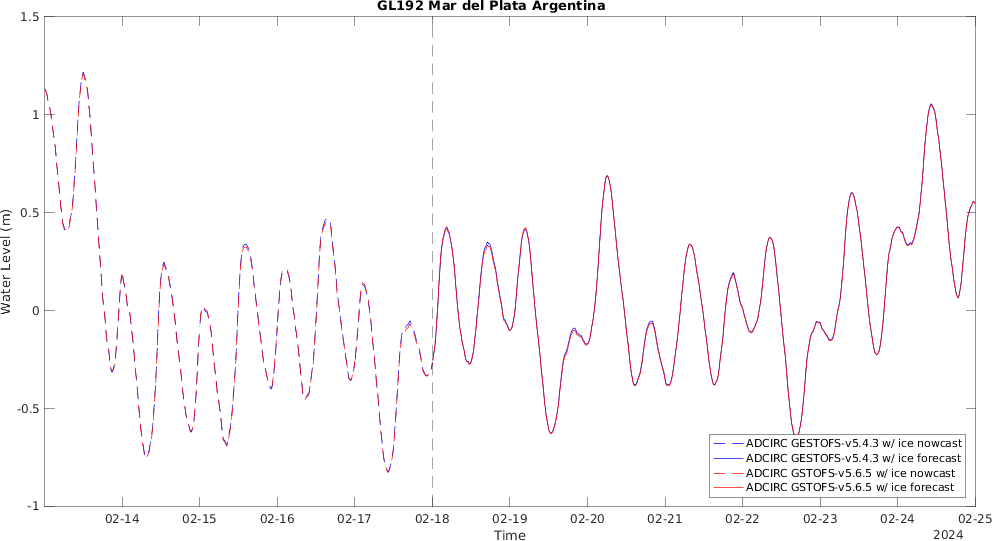 GL192 Mar del Plata Argentina
1.5
1
0.5
0
-0.5
-1
Water Level (m)
ADCIRC GESTOFS-v5.4.3 w/ ice nowcast
ADCIRC GESTOFS-v5.4.3 w/ ice forecast
ADCIRC GSTOFS-v5.6.5 w/ ice nowcast
ADCIRC GSTOFS-v5.6.5 w/ ice forecast
02-14 02-15 02-16 02-17 02-18 02-19 02-20 02-21 02-22 02-23 02-24 02-25
Time
2024